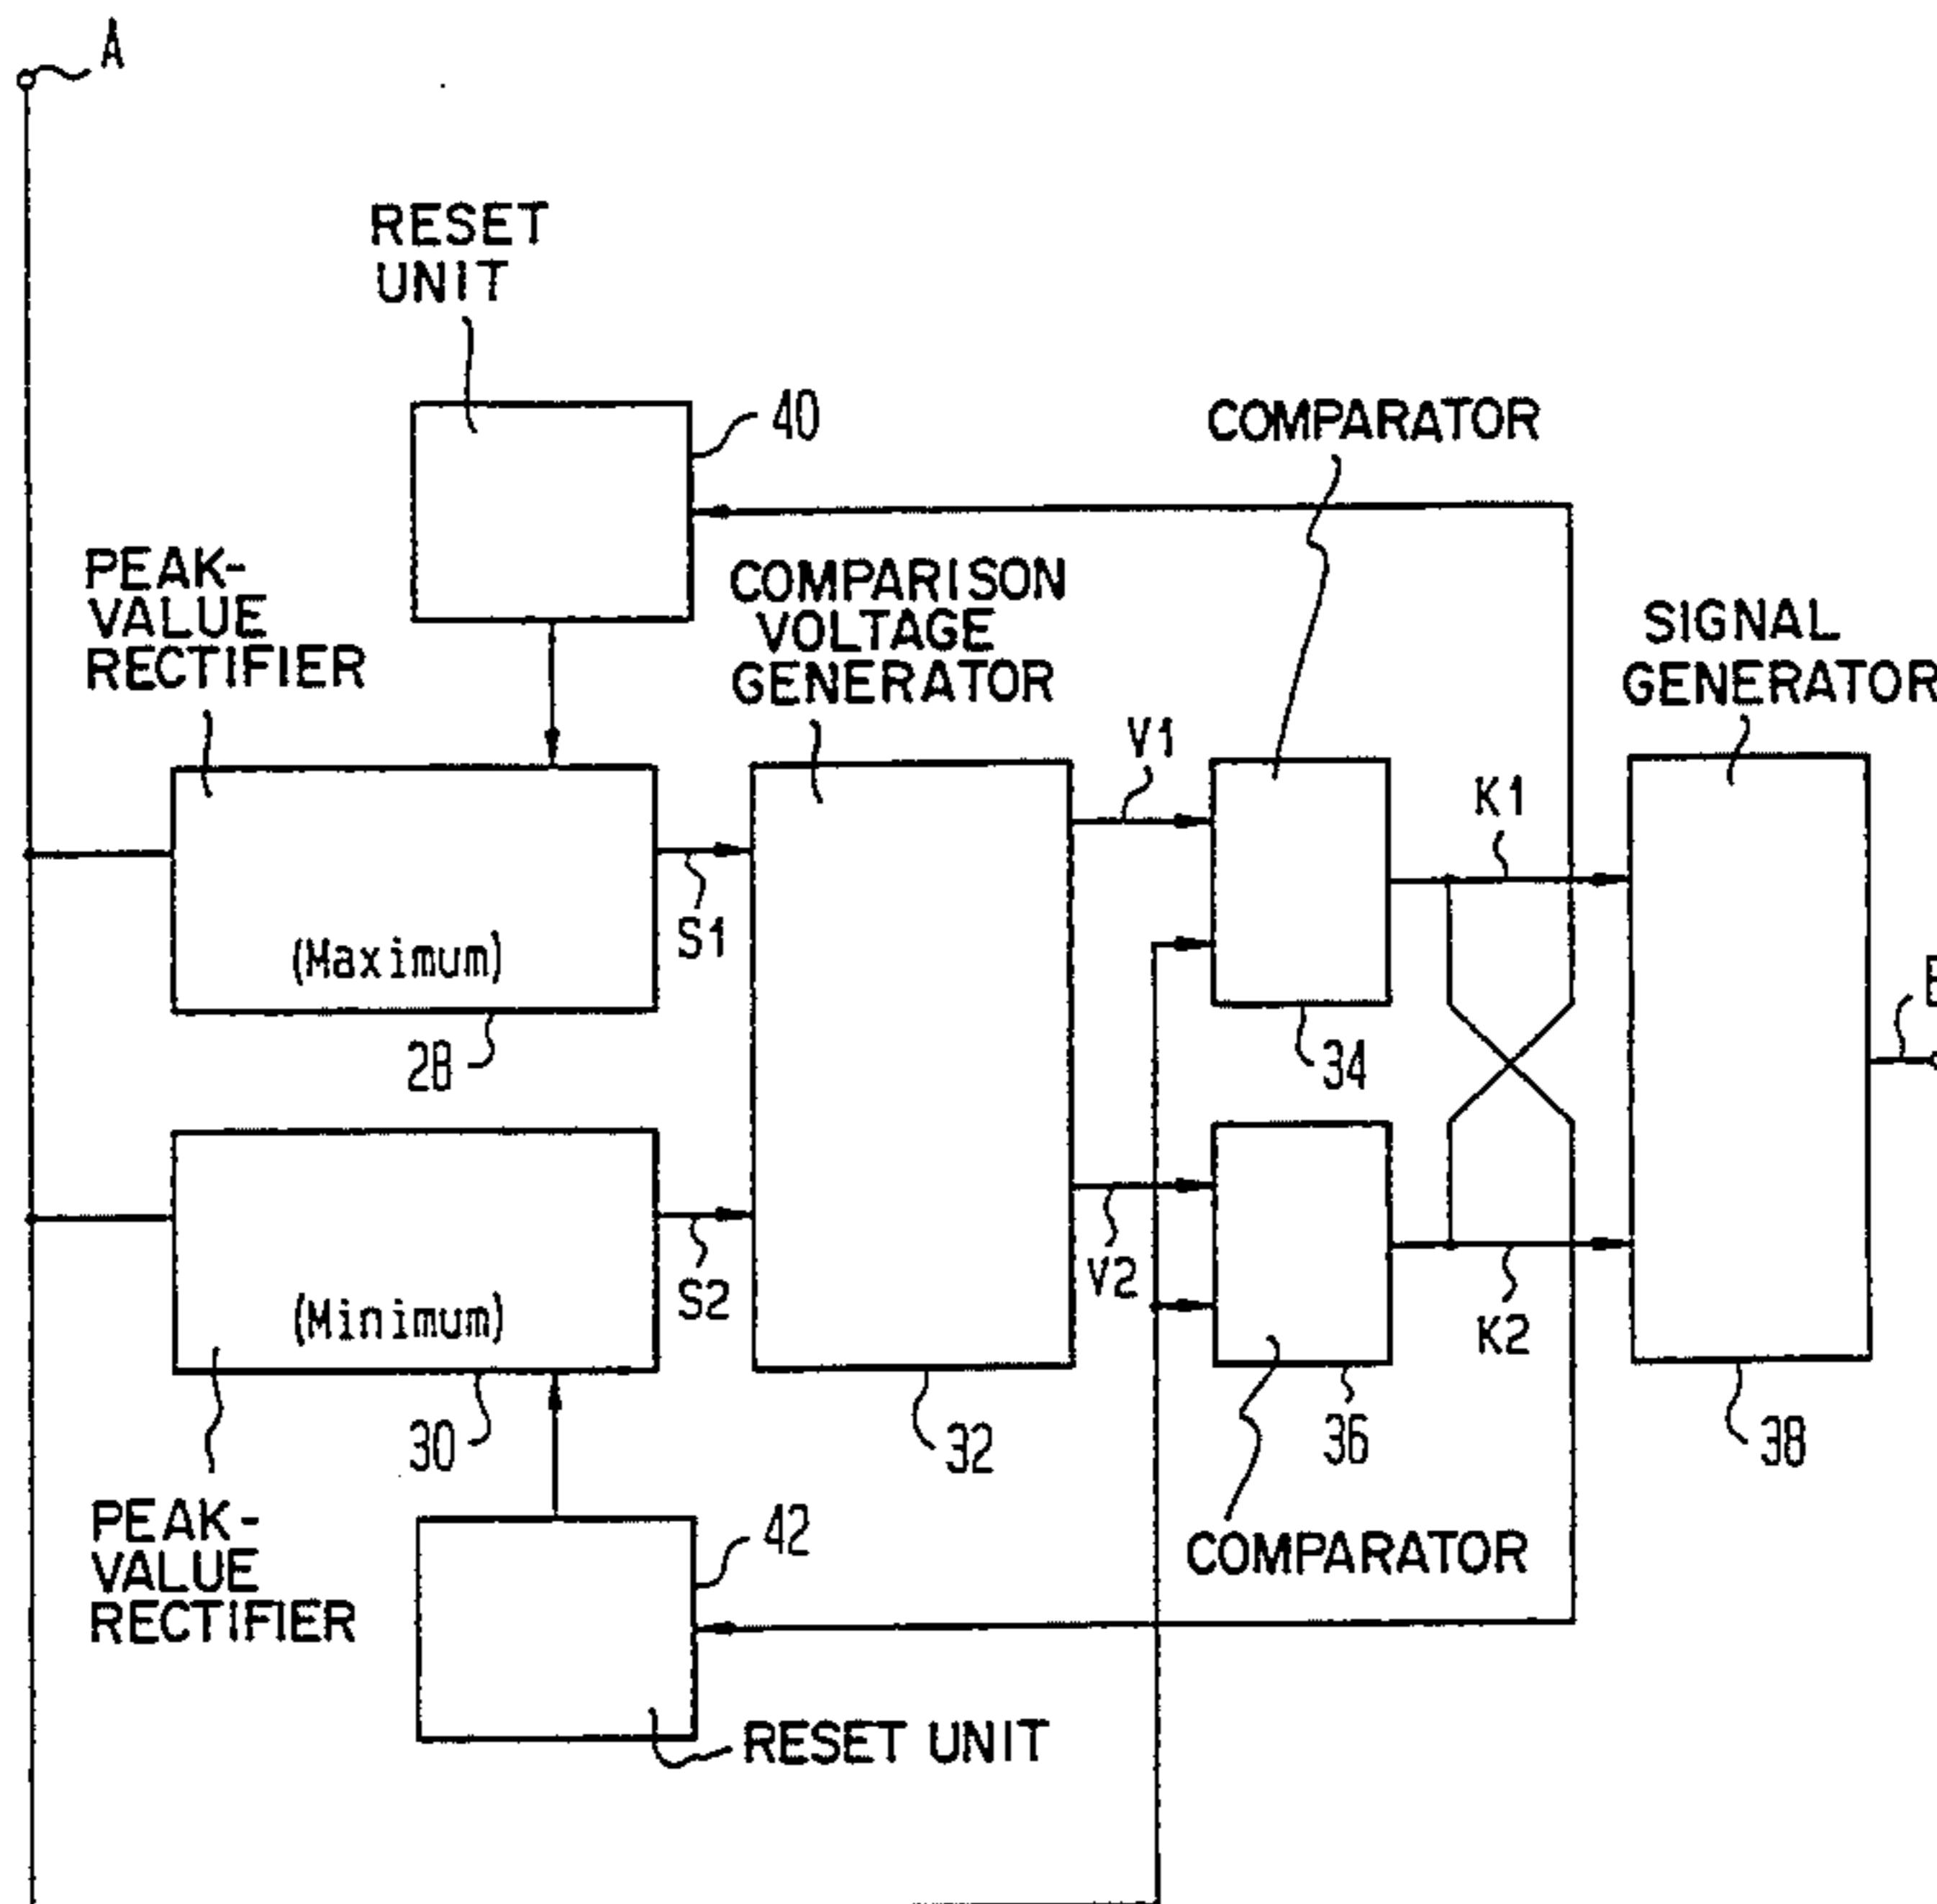 A
RESET
UNIT
40
COMPARATOR
PEAK-
VALUE
RECTIFIER
COMPARISON
VOLTAGE
GENERATOR
SIGNAL
GENERATOR
V1
K1
S1
(Maximum)
28
34
V2
S2
(Minimum)
K2
30
32
36
38
PEAK-
VALUE
RECTIFIER
42
COMPARATOR
RESET UNIT